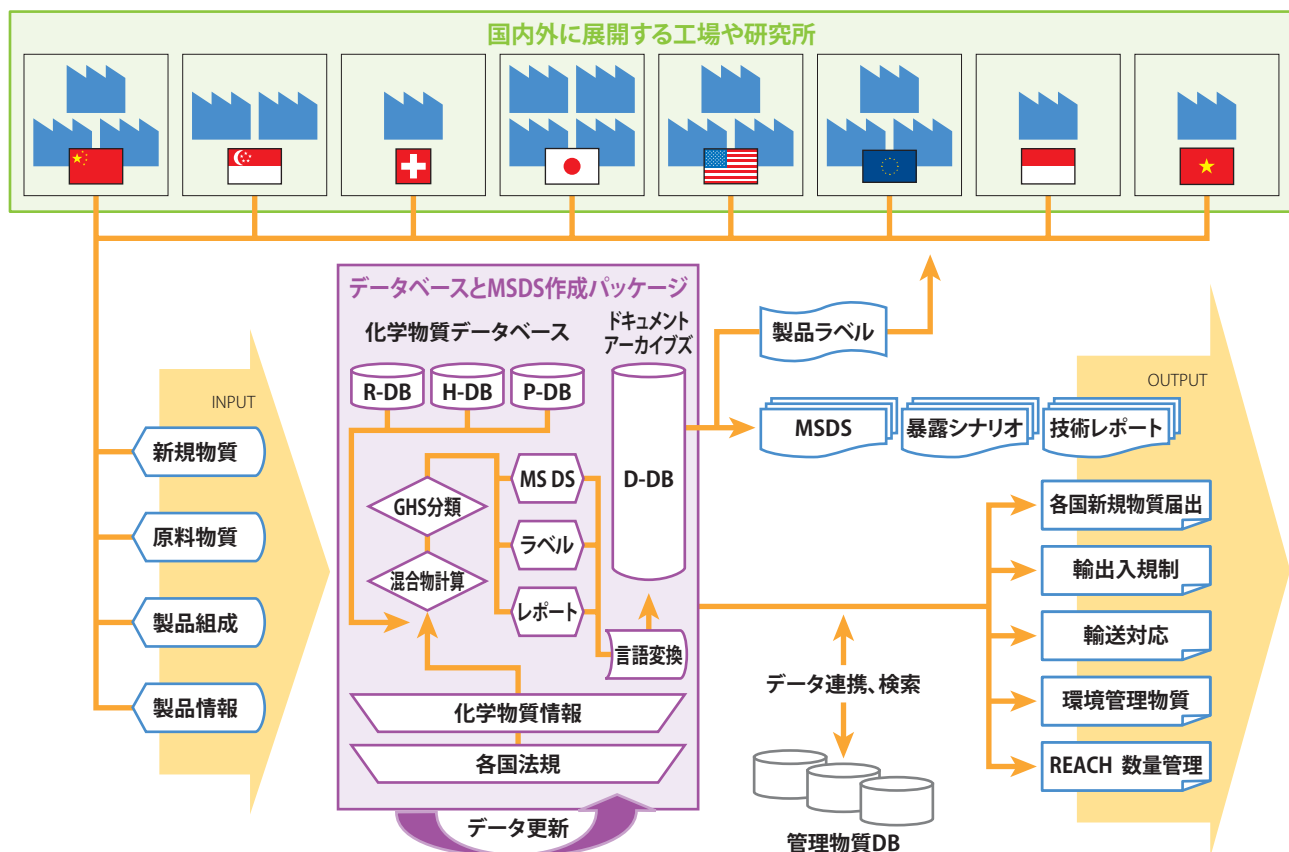 国内外に展開する工場や研究所
データベースとMSDS作成パッケージ
化学物質データベース
ドキュメント
アーカイブズ
R-DB
H-DB
P-DB
INPUT
新規物質
原料物質
製品組成
製品情報
GHS分類
混合物計算
MS DS
ラベル
レポート
D-DB
言語変換
化学物質情報
各国法規
データ更新
製品ラベル
OUTPUT
MSDS
暴露シナリオ
技術レポート
各国新規物質届出
輸出入規制
輸送対応
環境管理物質
REACH 数量管理
データ連携、検索
管理物質DB